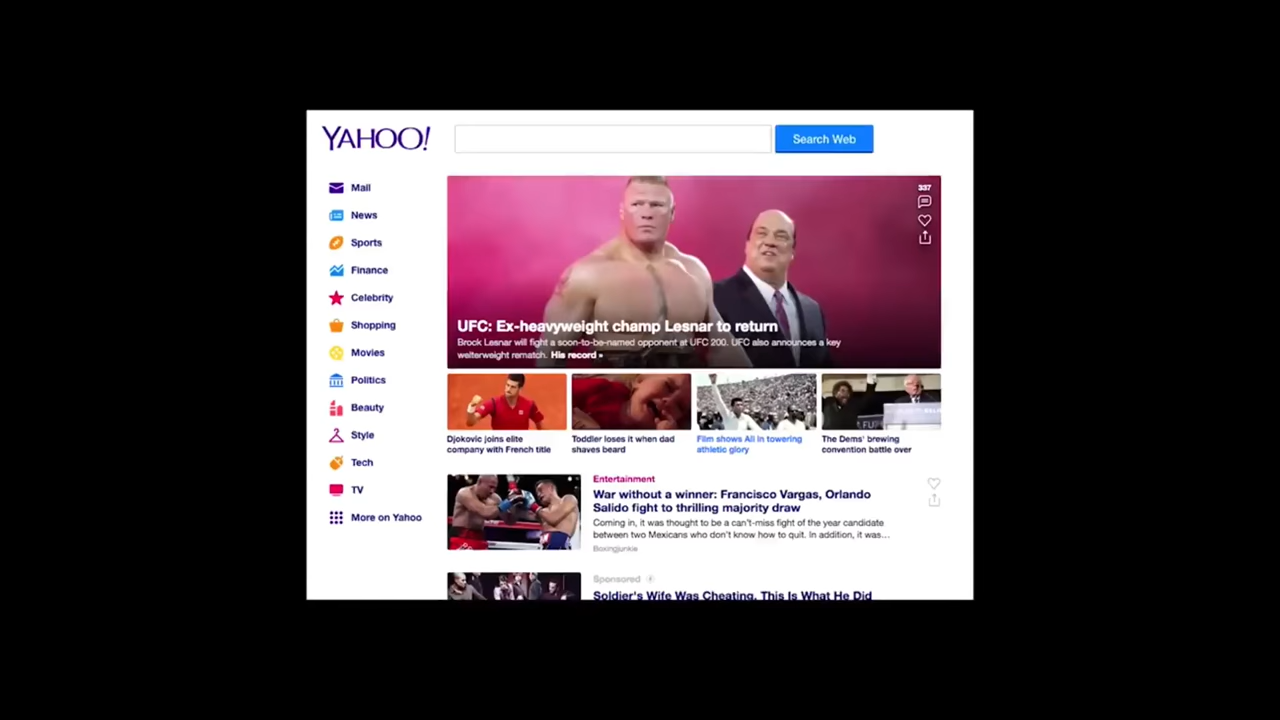 YAHOO!
Search Web
Mail
News
Sports
Finance
Celebrity
Shopping
Movies
Politics
Beauty
Style
Tech
TV
More on Yahoo
337
UFC: Ex-heavyweight champ Lesnar to return
Brock Lesnar will fight a soon-to-be-named opponent at UFC 200. UFC also announces a key
welterweight rematch. His record »
Djokovic joins elite
company with French title
Toddler loses it when dad
shaves beard
Film shows Ali in towering
athletic glory
The Dems' brewing
convention battle over
Entertainment
War without a winner: Francisco Vargas, Orlando
Salido fight to thrilling majority draw
Coming in, it was thought to be a can't-miss fight of the year candidate
between two Mexicans who don't know how to quit. In addition, it was...
Boxingjunkie
Sponsored
Soldier's Wife Was Cheating. This Is What He Did